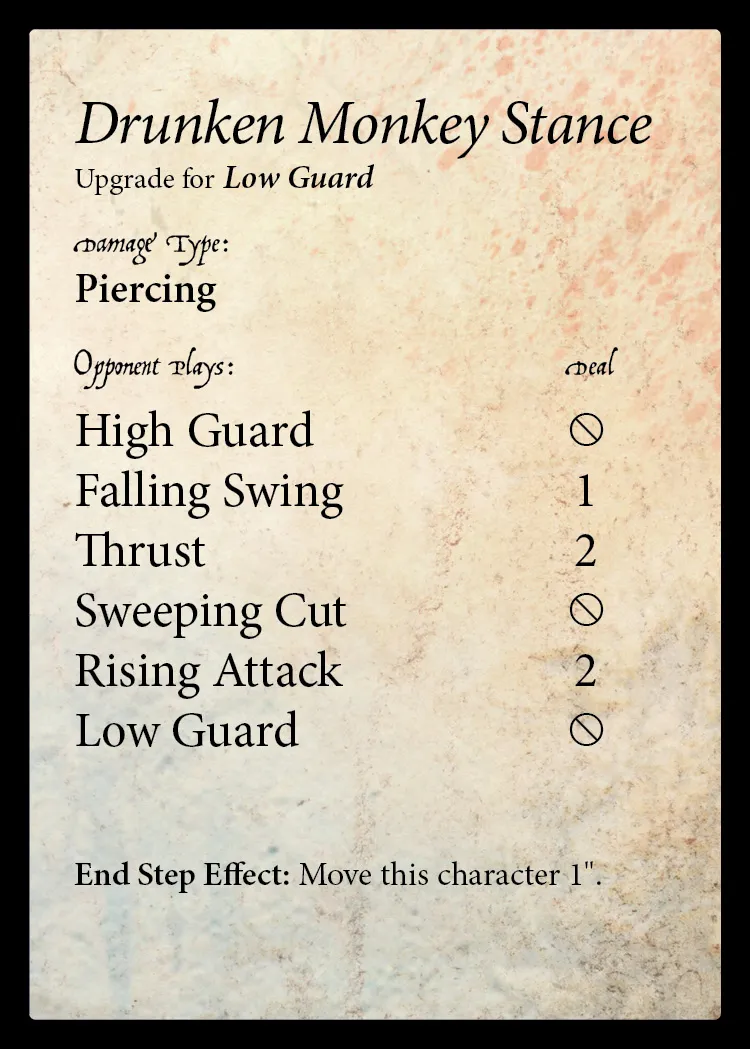 Drunken Monkey Stance
Upgrade for Low Guard
Damage Type:
Piercing
Opponent Plays: Deal
High Guard 🛇
Falling Swing 1
Thrust 2
Sweeping Cut 🛇
Rising Attack 2
Low Guard 🛇
End Step Effect: Move this character 1".